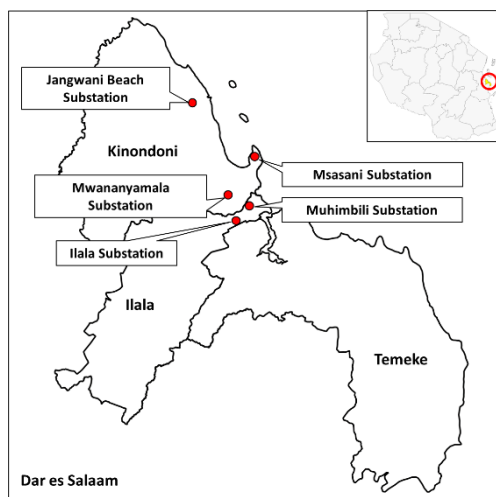 Jangwani Beach
Substation
Kinondoni
Msasani Substation
Mwananyamala
Substation
Muhimbili Substation
Ilala Substation
Ilala
Temeke
Dar es Salaam